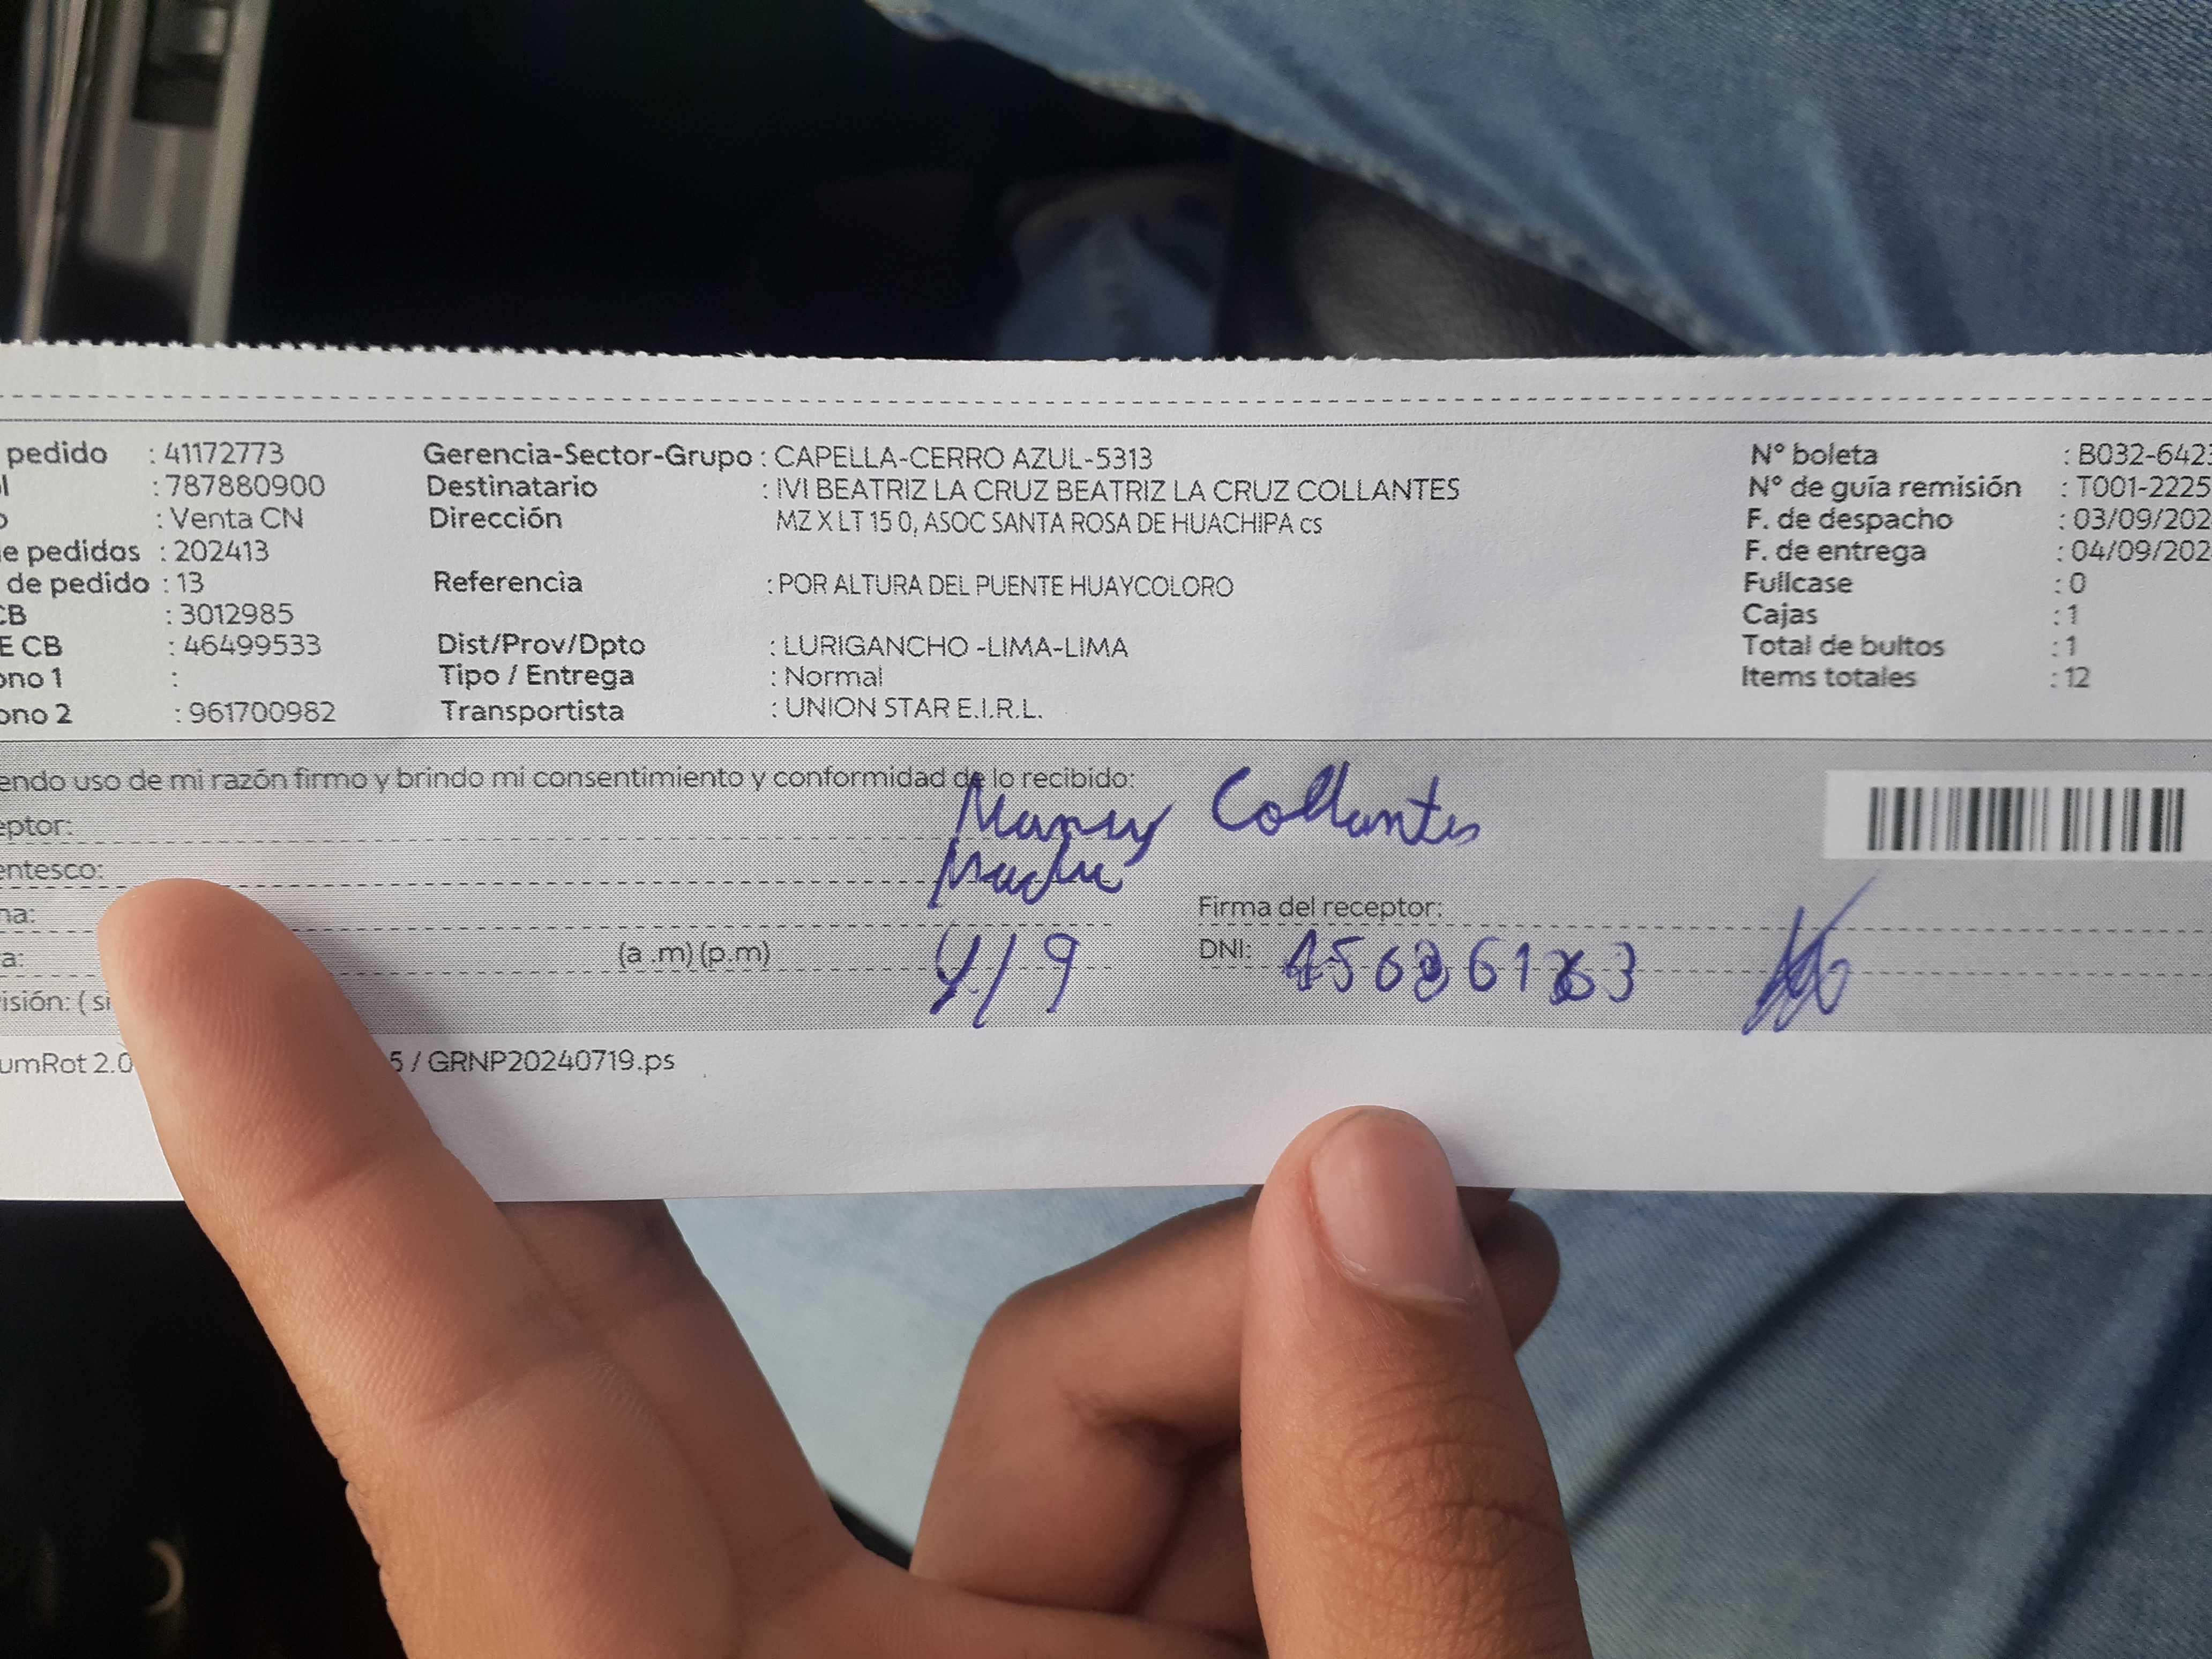 pedido : 41172773 Gerencia-Sector-Grupo : CAPELLA-CERRO AZUL-5313 Nº boleta : B032-6423
l : 787880900 Destinatario : IVI BEATRIZ LA CRUZ BEATRIZ LA CRUZ COLLANTES Nº de guía remisión : T001-2225
o : Venta CN Dirección MZ X LT 15 0, ASOC SANTA ROSA DE HUACHIPA cs F. de despacho : 03/09/202
e pedidos : 202413 F. de entrega : 04/09/202
de pedido : 13 Referencia : POR ALTURA DEL PUENTE HUAYCOLORO Fullcase : 0
CB : 3012985 Cajas : 1
E CB : 46499533 Dist/Prov/Dpto : LURIGANCHO -LIMA-LIMA Total de bultos : 1
ono 1 : Tipo / Entrega : Normal Items totales : 12
ono 2 : 961700982 Transportista : UNION STAR E.I.R.L.
endo uso de mi razón firmo y brindo mi consentimiento y conformidad de lo recibido:
eptor: Collantes
entesco: Madre
na: 4/9 Firma del receptor:
a: (a .m) (p.m) DNI:
isión: ( si
umRot 2.0 5 / GRNP20240719.ps